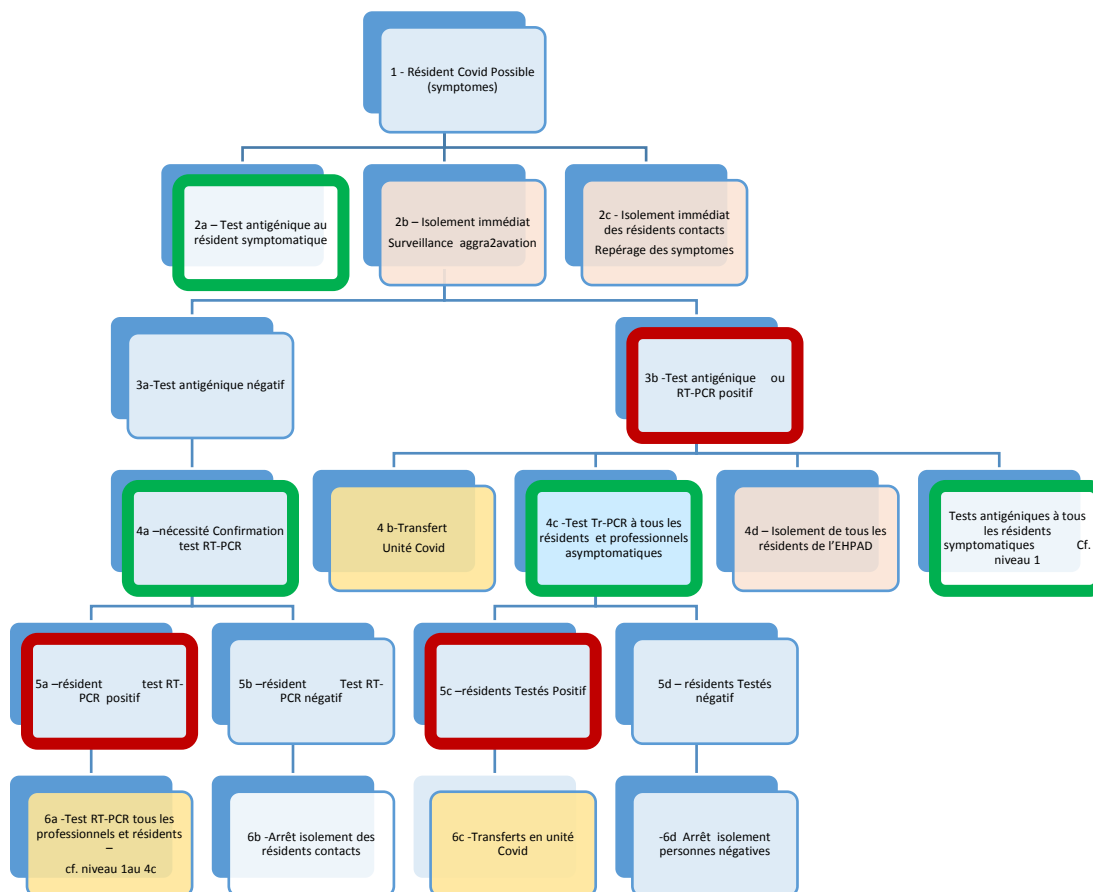 1 - Résident Covid Possible
(symptomes)
2a – Test antigénique au
résident symptomatique
2b – Isolement immédiat
Surveillance aggra2avation
2c - Isolement immédiat
des résidents contacts
Repérage des symptomes
3a-Test antigénique négatif
3b -Test antigénique ou
RT-PCR positif
4a –nécessité Confirmation
test RT-PCR
4 b-Transfert
Unité Covid
4c -Test Tr-PCR à tous les
résidents et professionnels
asymptomatiques
4d – Isolement de tous les
résidents de l'EHPAD
Tests antigéniques à tous
les résidents
symptomatiques Cf.
niveau 1
5a –résident test RT-
PCR positif
5b –résident Test RT-
PCR négatif
5c –résidents Testés Positif
5d – résidents Testés
négatif
6a -Test RT-PCR tous les
professionnels et résidents
–
cf. niveau 1au 4c
6b -Arrêt isolement des
résidents contacts
6c -Transferts en unité
Covid
-6d Arrêt isolement
personnes négatives